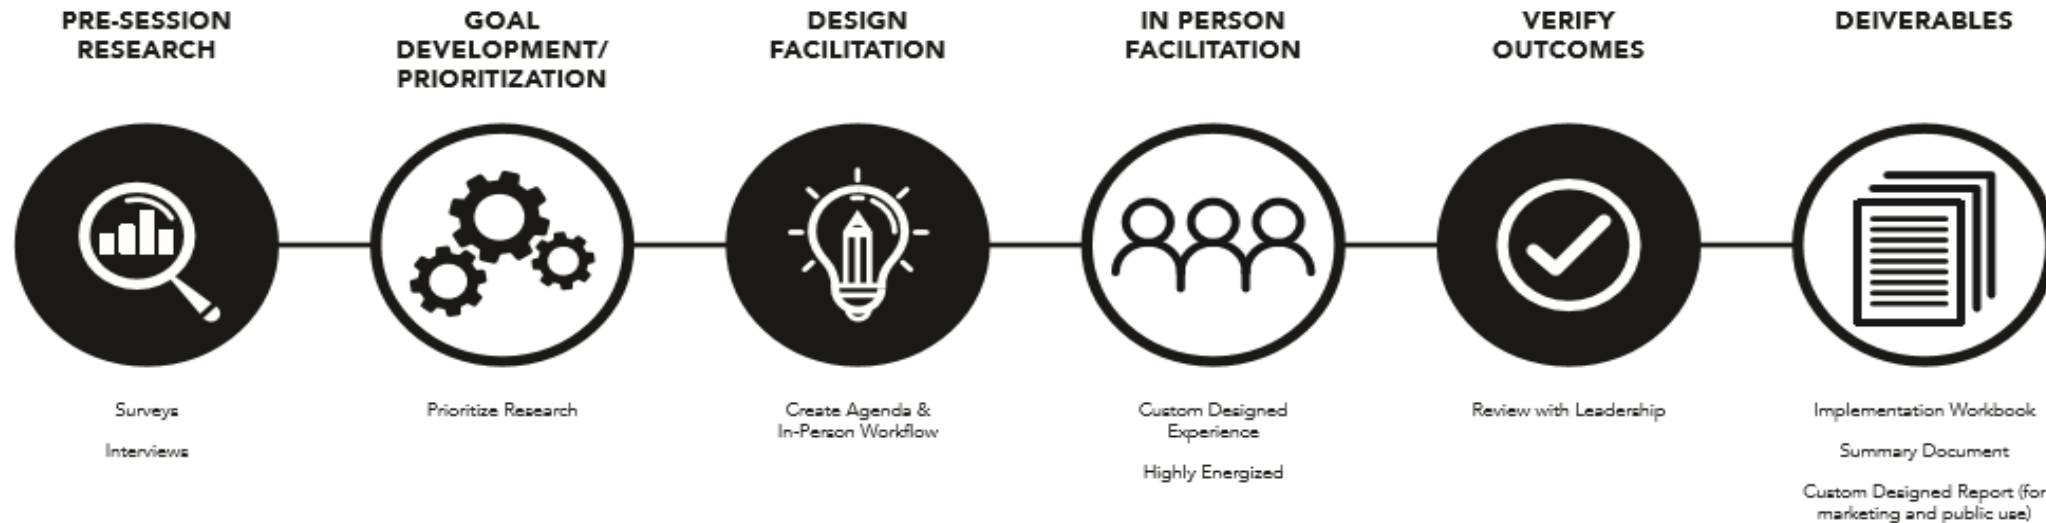 PRE-SESSION
RESEARCH
GOAL
DEVELOPMENT/
PRIORITIZATION
DESIGN
FACILITATION
IN PERSON
FACILITATION
VERIFY
OUTCOMES
DEIVERABLES
Surveys
Interviews
Prioritize Research
Create Agenda &
In-Person Workflow
Custom Designed
Experience
Highly Energized
Review with Leadership
Implementation Workbook
Summary Document
Custom Designed Report (for
marketing and public use)